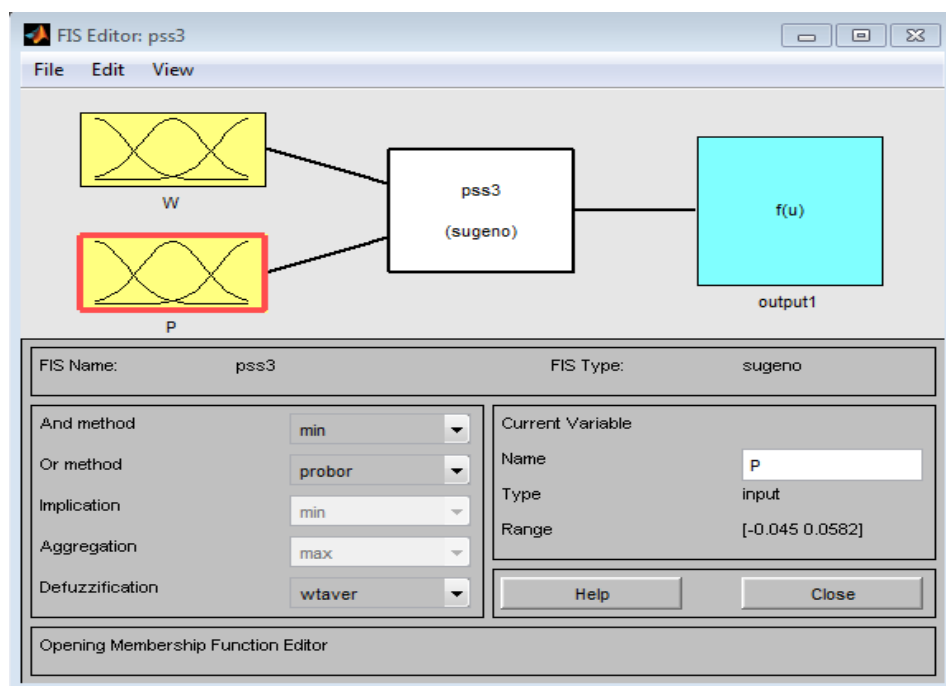 FIS Editor: pss3
File Edit View
W
P
pss3
(sugeno)
f(u)
output1
FIS Name: pss3 FIS Type: sugeno
And method min
Or method probor
Implication min
Aggregation max
Defuzzification wtaver
Current Variable
Name P
Type input
Range [-0.045 0.0582]
Help Close
Opening Membership Function Editor